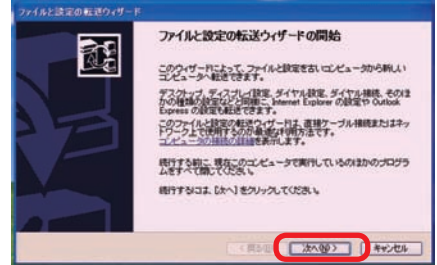 ファイルと設定の転送ウィザード
ファイルと設定の転送ウィザードの開始
このウィザードによって、ファイルと設定を古いコンピュータから新しい
コンピュータへ転送できます。
デスクトップ、ディスプレイ設定、ダイヤル設定、ダイヤル接続、そのほ
かの種類の設定などと同様に、Internet Explorer の設定や Outlook
Express の設定も転送できます。
このファイルと設定の転送ウィザードは、直接ケーブル接続またはネッ
トワーク上で使用するのが最適な利用方法です。
コンピュータの接続の詳細を表示します。
続行する前に、現在このコンピュータで実行しているのほかのプログラ
ムをすべて閉じてください。
続行するには、[次へ] をクリックしてください。
< 戻る(B) 次へ(N) > キャンセル